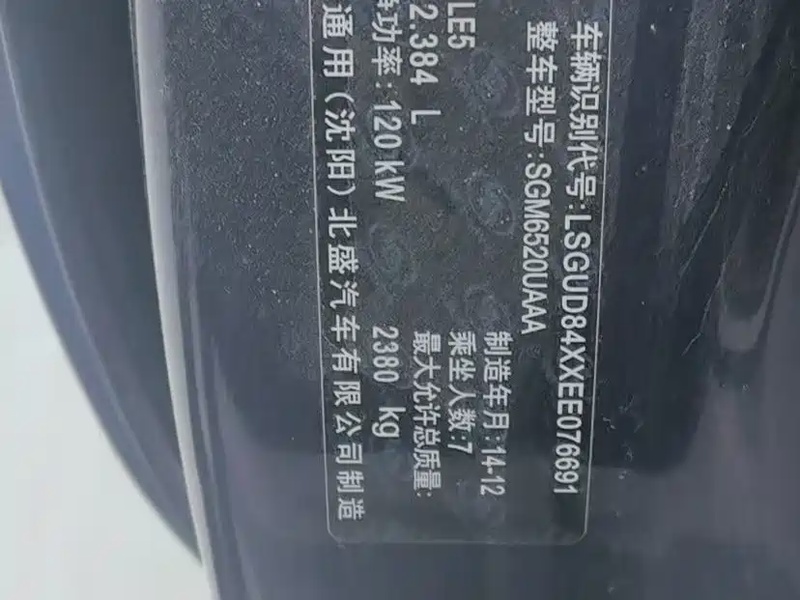 车辆识别代号:LSGUD84XXEE076691
整车型号:SGM6520UAAA
LE5
制造年月:14-12
乘坐人数:7
2.384 L
最大允许总质量:
功率:120 kW
2380 kg
通用(沈阳)北盛汽车有限公司制造